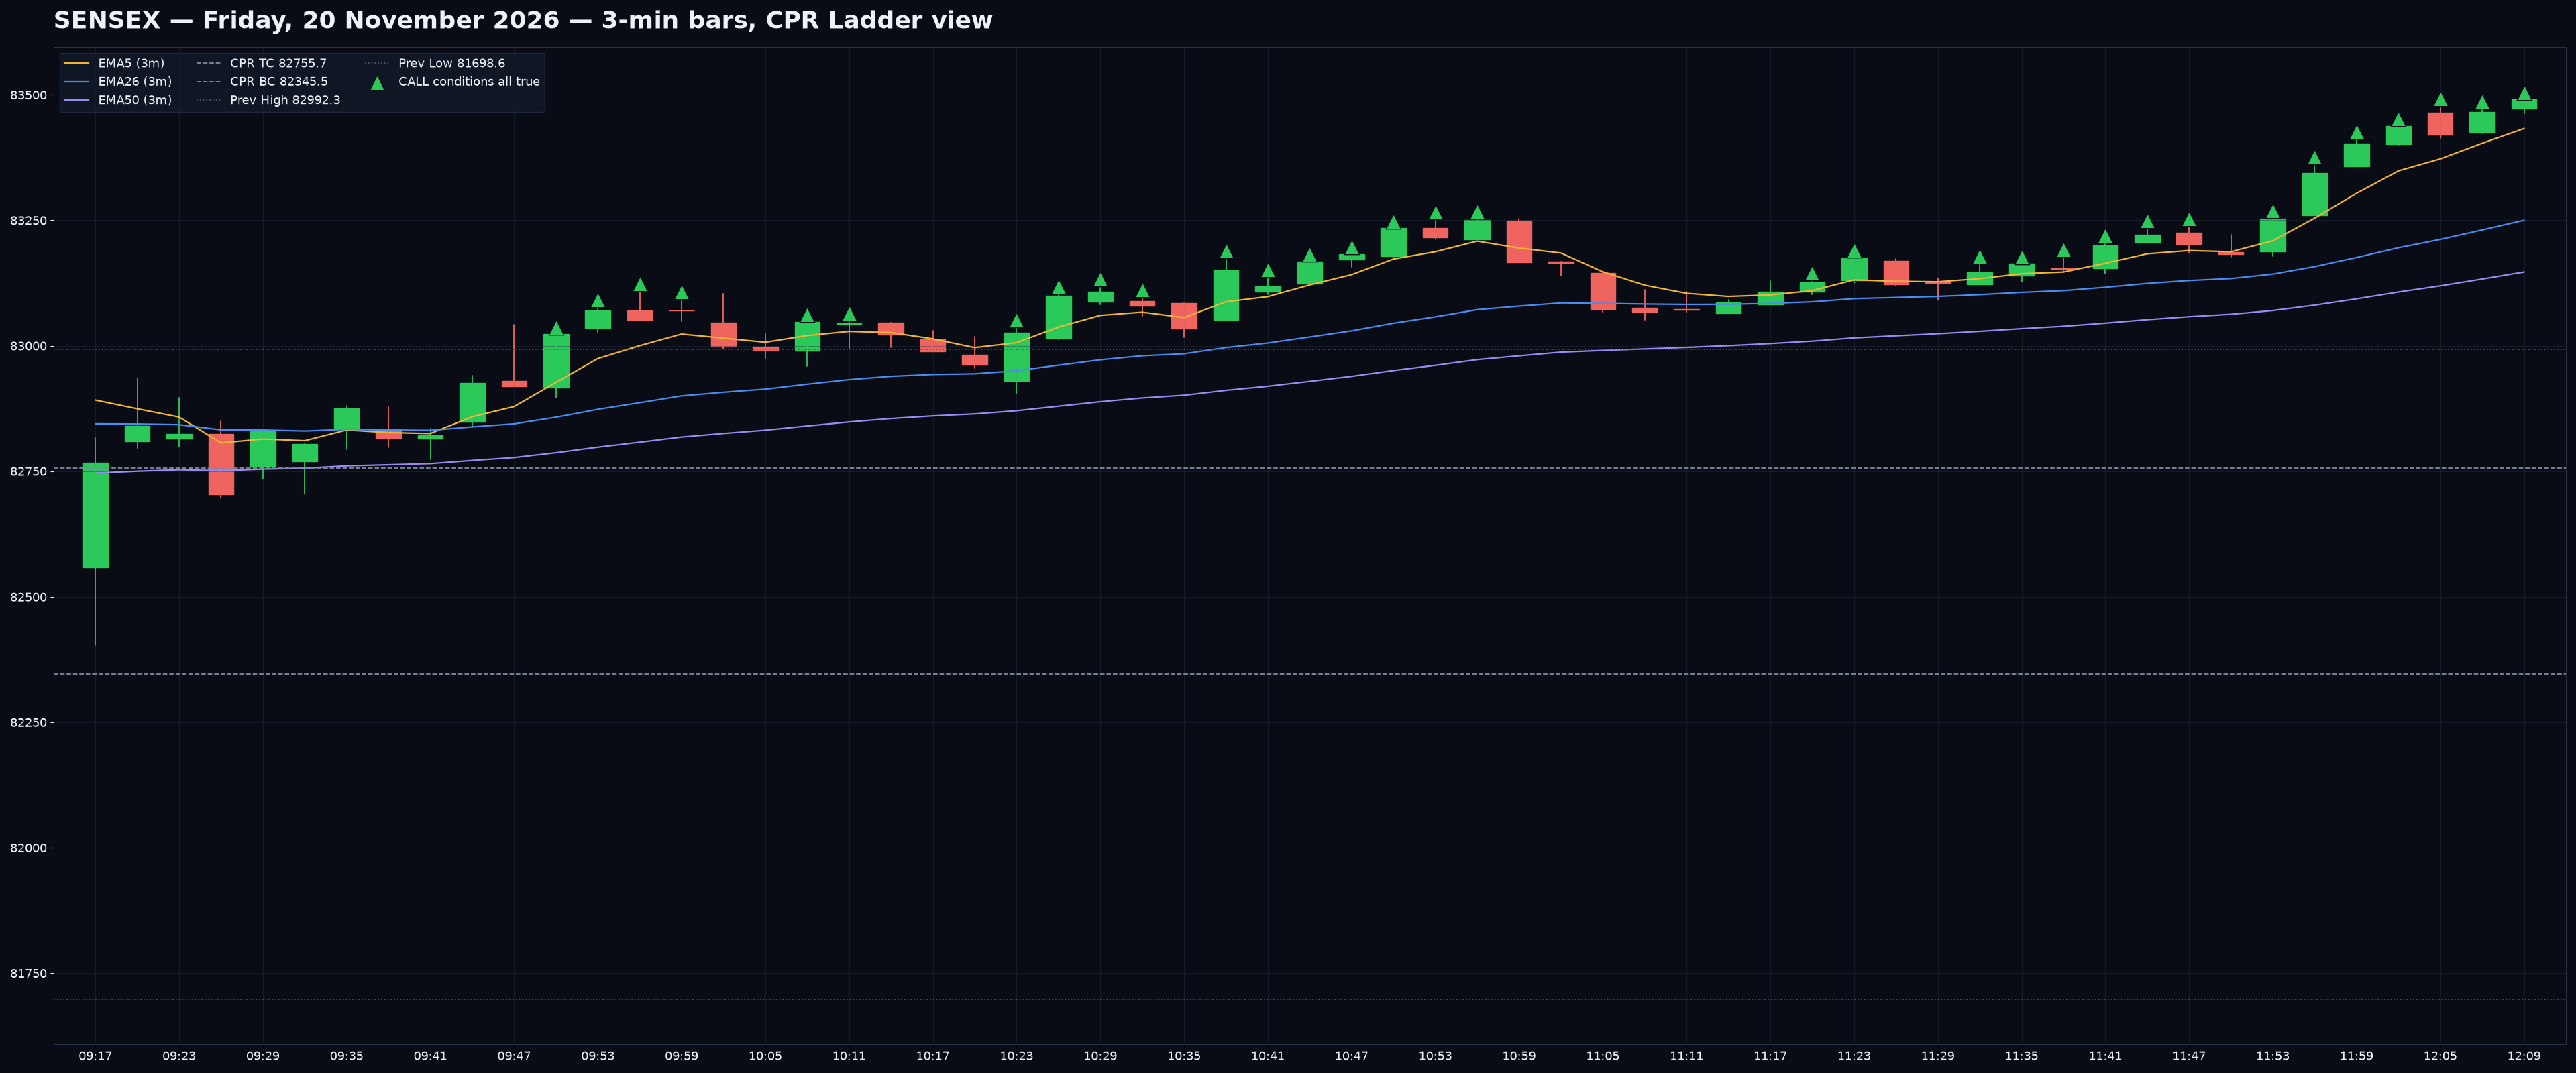 SENSEX — Friday, 20 November 2026 — 3-min bars, CPR Ladder view
EMA5 (3m)
EMA26 (3m)
EMA50 (3m)
CPR TC 82755.7
CPR BC 82345.5
Prev High 82992.3
Prev Low 81698.6
CALL conditions all true
83500
83250
83000
82750
82500
82250
82000
81750
09:17 09:23 09:29 09:35 09:41 09:47 09:53 09:59 10:05 10:11 10:17 10:23 10:29 10:35 10:41 10:47 10:53 10:59 11:05 11:11 11:17 11:23 11:29 11:35 11:41 11:47 11:53 11:59 12:05 12:09